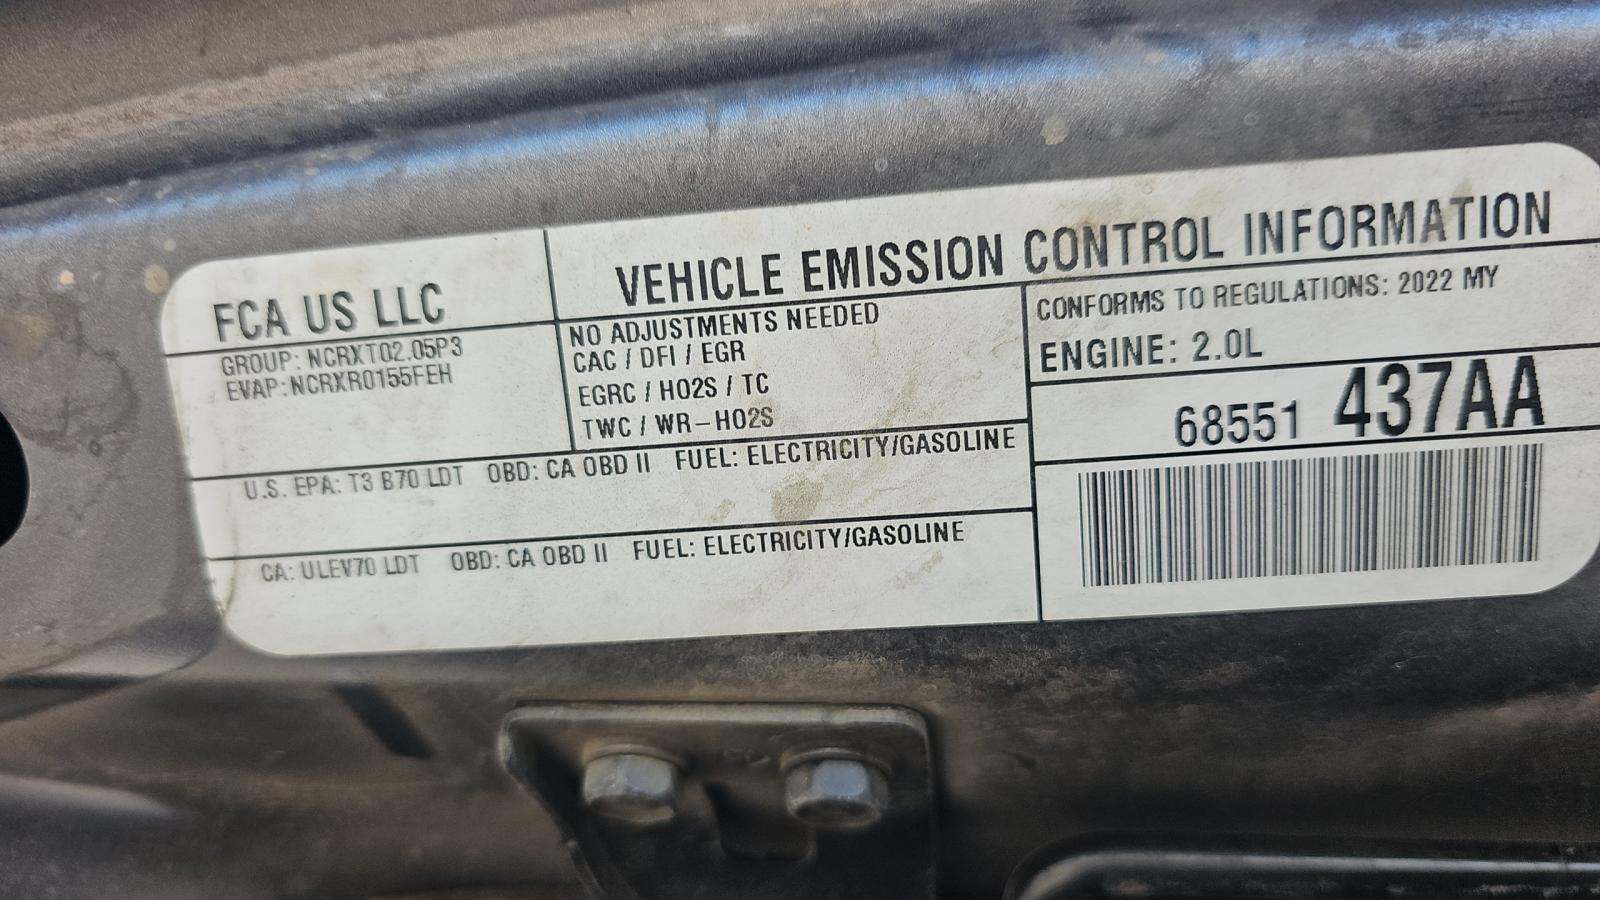 FCA US LLC
VEHICLE EMISSION CONTROL INFORMATION
GROUP: NCRXT02.05P3
EVAP: NCRXR0155FEH
NO ADJUSTMENTS NEEDED
CAC / DFI / EGR
EGRC / HO2S / TC
TWC / WR-HO2S
CONFORMS TO REGULATIONS: 2022 MY
ENGINE: 2.0L
68551 437AA
U.S. EPA: T3 B70 LDT OBD: CA OBD II FUEL: ELECTRICITY/GASOLINE
CA: ULEV70 LDT OBD: CA OBD II FUEL: ELECTRICITY/GASOLINE